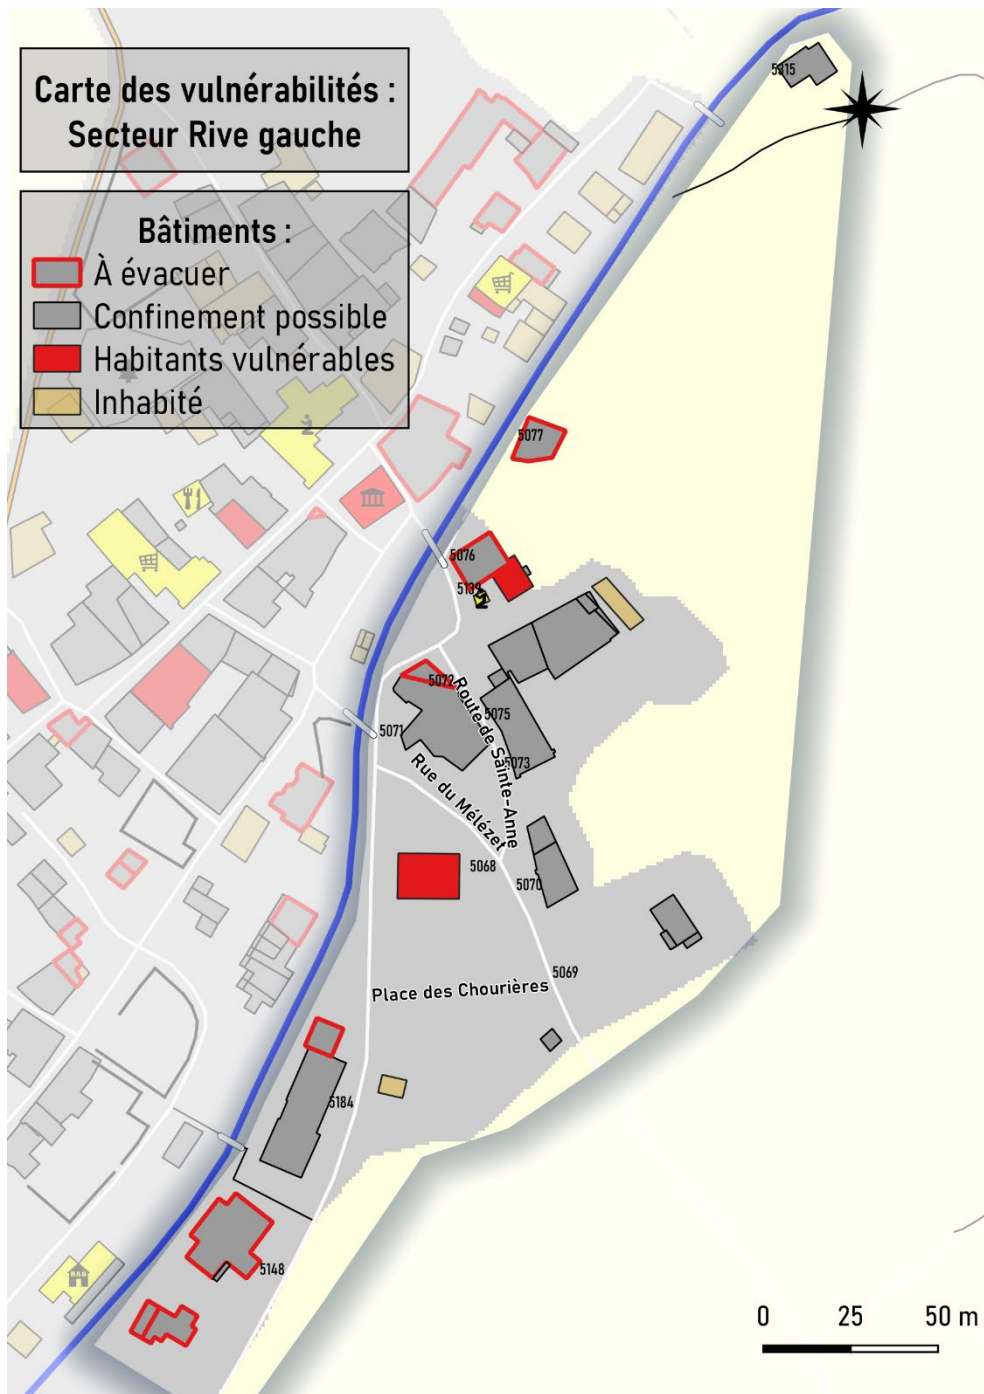 Carte des vulnérabilités :
Secteur Rive gauche
Bâtiments :
À évacuer
Confinement possible
Habitants vulnérables
Inhabité
5315
5077
5076
5139
5072
Route de Sainte-Anne
5075
5071
5073
Rue du Mélézet
5068
5070
5069
Place des Chourières
5184
5148
0 25 50 m